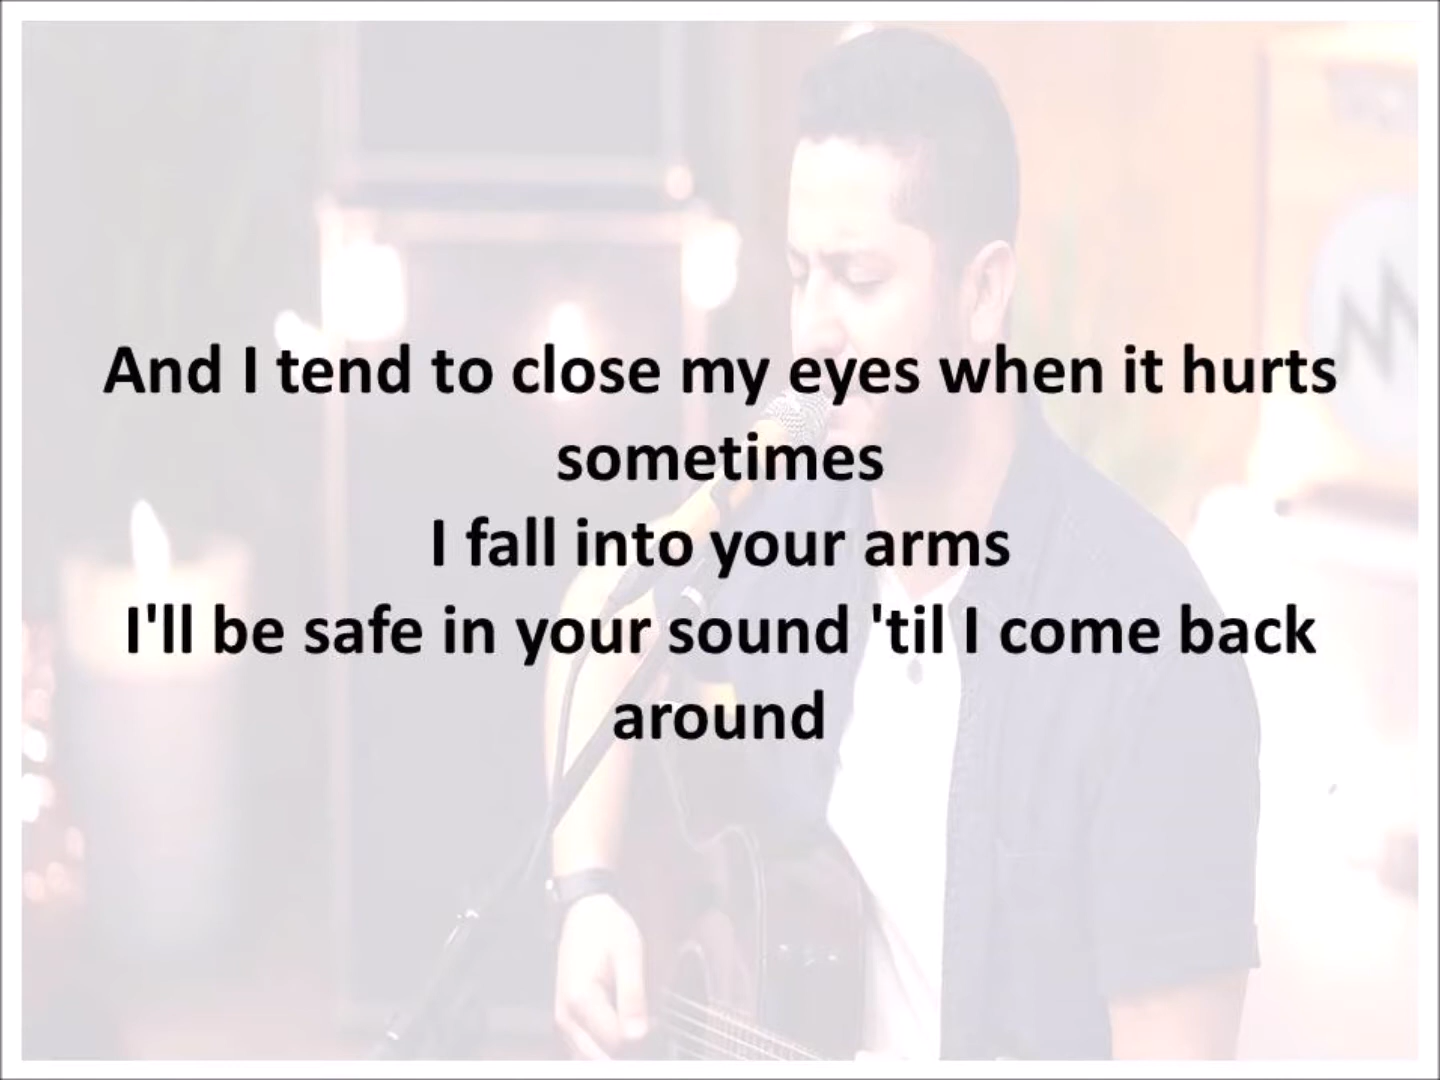 And I tend to close my eyes when it hurts
sometimes
I fall into your arms
I'll be safe in your sound 'til I come back
around